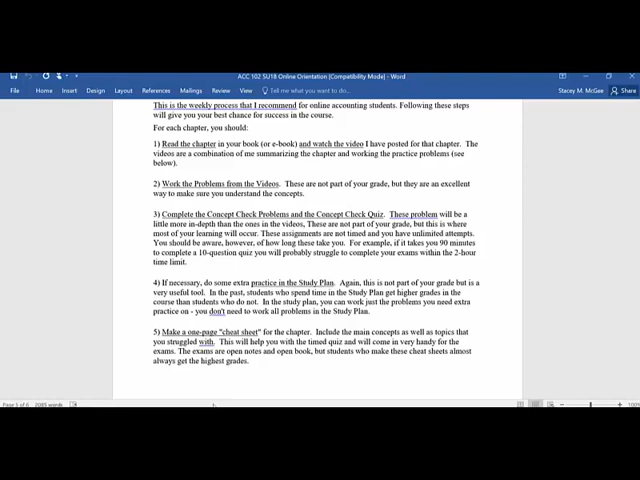 ACC 102 SU18 Online Orientation [Compatibility Mode] - Word
Stacey M. McGee
File Home Insert Design Layout References Mailings Review View Tell me what you want to do... Share
This is the weekly process that I recommend for online accounting students. Following these steps
will give you your best chance for success in the course.
For each chapter, you should:
1) Read the chapter in your book (or e-book) and watch the video I have posted for that chapter. The
videos are a combination of me summarizing the chapter and working the practice problems (see
below).
2) Work the Problems from the Videos. These are not part of your grade, but they are an excellent
way to make sure you understand the concepts.
3) Complete the Concept Check Problems and the Concept Check Quiz. These problem will be a
little more in-depth than the ones in the videos, These are not part of your grade, but this is where
most of your learning will occur. These assignments are not timed and you have unlimited attempts.
You should be aware, however, of how long these take you. For example, if it takes you 90 minutes
to complete a 10-question quiz you will probably struggle to complete your exams within the 2-hour
time limit.
4) If necessary, do some extra practice in the Study Plan. Again, this is not part of your grade but is a
very useful tool. In the past, students who spend time in the Study Plan get higher grades in the
course than students who do not. In the study plan, you can work just the problems you need extra
practice on - you don't need to work all problems in the Study Plan.
5) Make a one-page "cheat sheet" for the chapter. Include the main concepts as well as topics that
you struggled with. This will help you with the timed quiz and will come in very handy for the
exams. The exams are open notes and open book, but students who make these cheat sheets almost
always get the highest grades.
Page 5 of 6 2085 words 100%